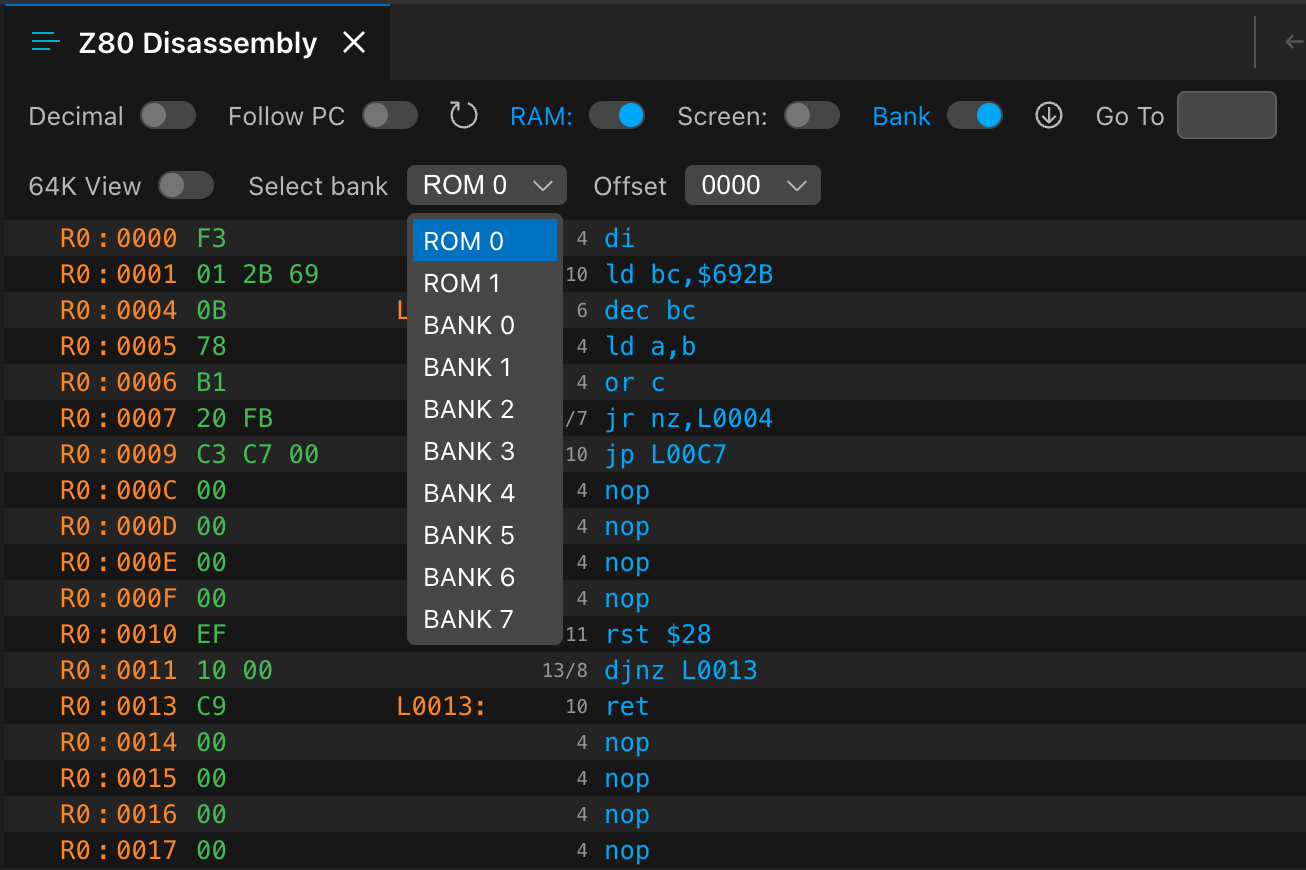 Z80 Disassembly
Decimal Follow PC RAM: Screen: Bank Go To
64K View Select bank ROM 0 Offset 0000
R0:0000 F3 ROM 0 4 di
R0:0001 01 2B 69 ROM 1 10 ld bc,$692B
R0:0004 0B L BANK 0 6 dec bc
R0:0005 78 BANK 1 4 ld a,b
R0:0006 B1 BANK 2 4 or c
R0:0007 20 FB BANK 3 /7 jr nz,L0004
R0:0009 C3 C7 00 BANK 4 10 jp L00C7
R0:000C 00 BANK 5 4 nop
R0:000D 00 BANK 6 4 nop
R0:000E 00 BANK 7 4 nop
R0:000F 00 4 nop
R0:0010 EF 11 rst $28
R0:0011 10 00 13/8 djnz L0013
R0:0013 C9 L0013: 10 ret
R0:0014 00 4 nop
R0:0015 00 4 nop
R0:0016 00 4 nop
R0:0017 00 4 nop